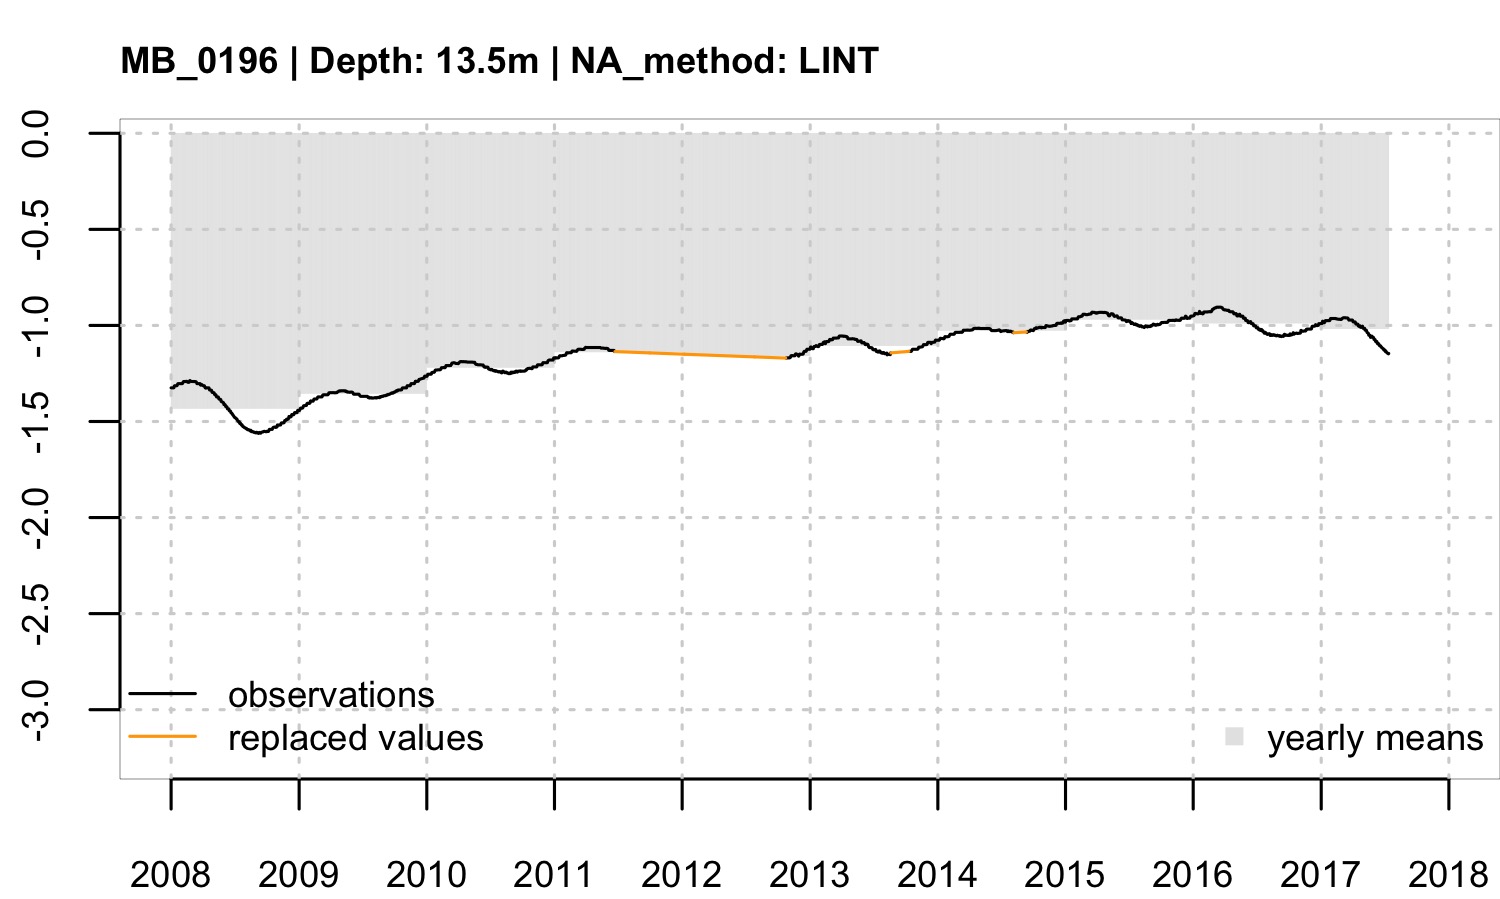 MB_0196 | Depth: 13.5m | NA_method: LINT
0.0
-0.5
-1.0
-1.5
-2.0
-2.5
-3.0
observations
replaced values
yearly means
2008 2009 2010 2011 2012 2013 2014 2015 2016 2017 2018